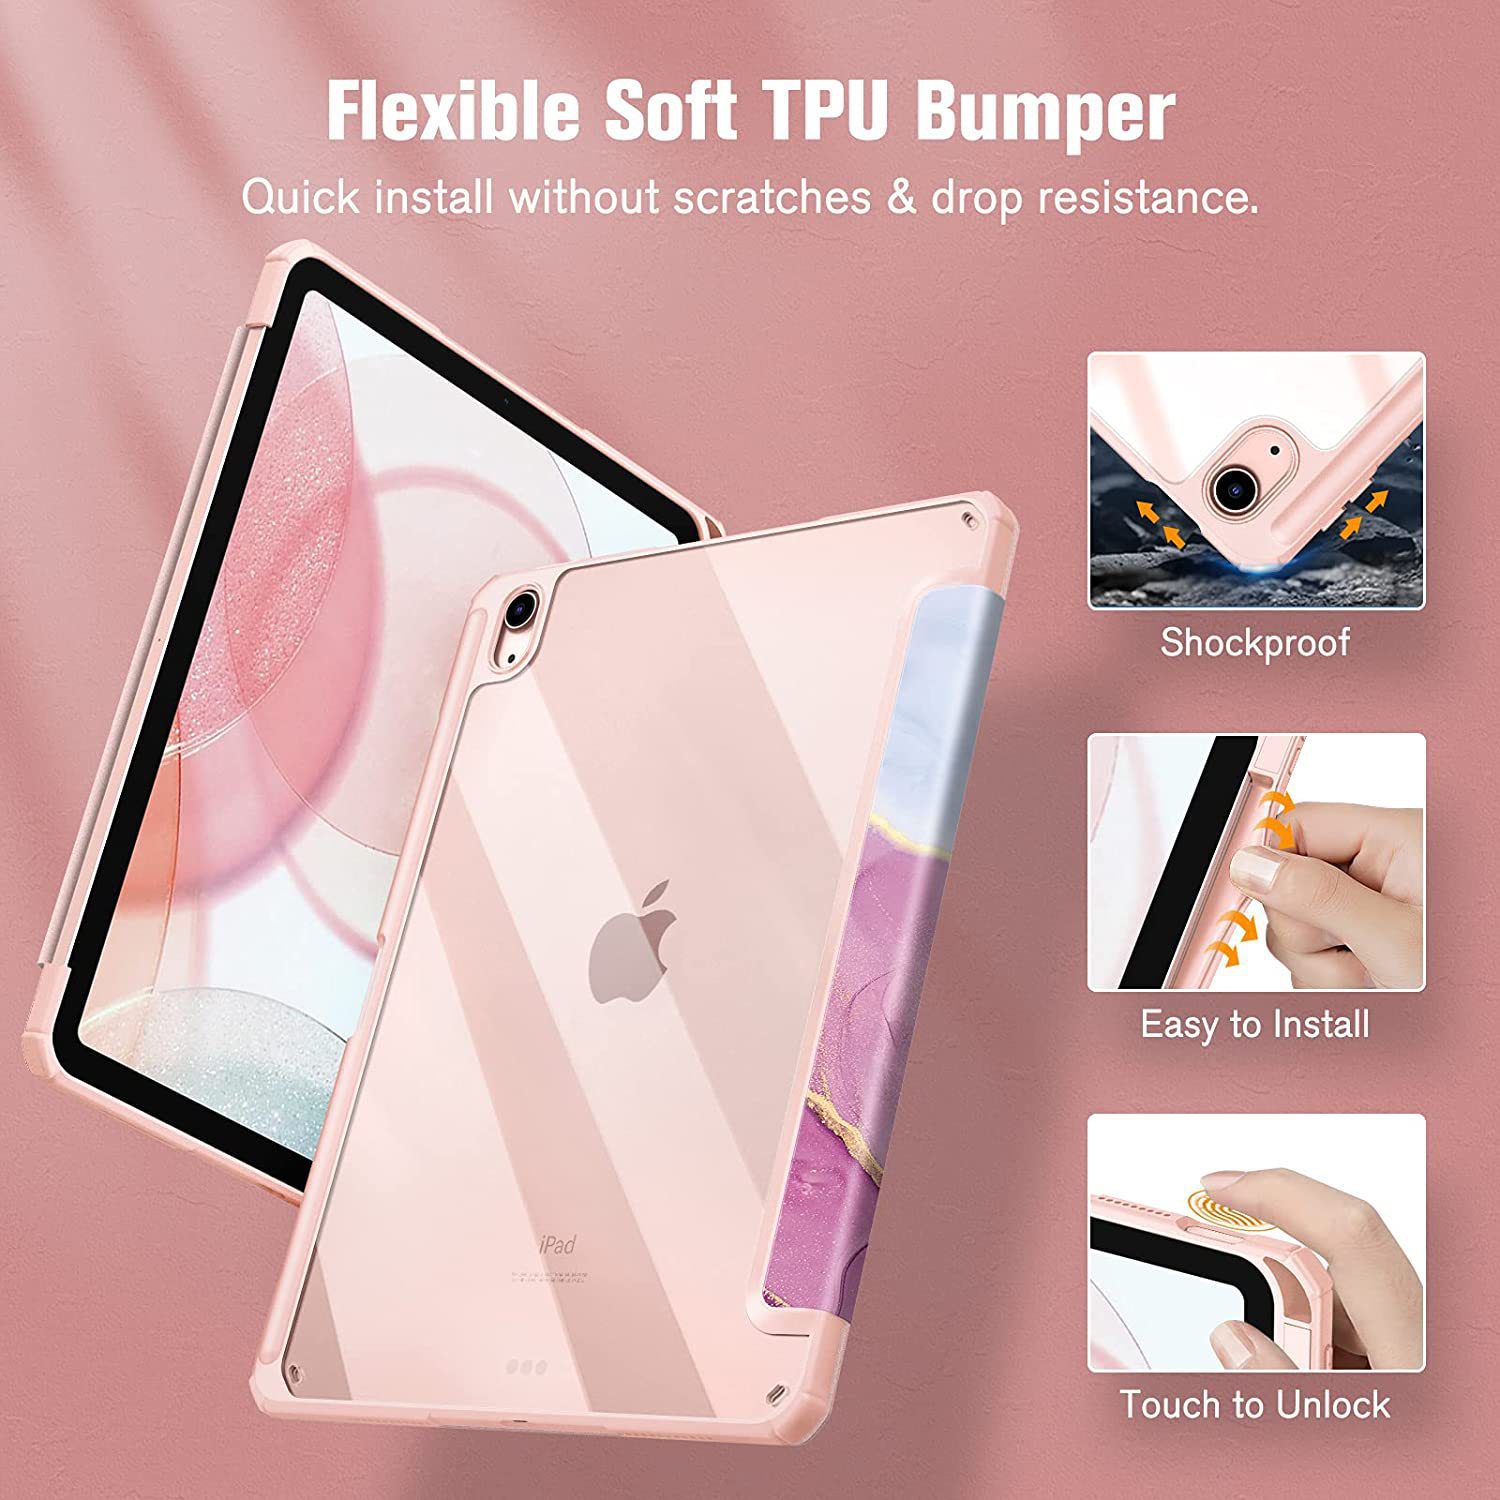 Flexible Soft TPU Bumper
Quick install without scratches & drop resistance.
Shockproof
Easy to Install
iPad
Touch to Unlock